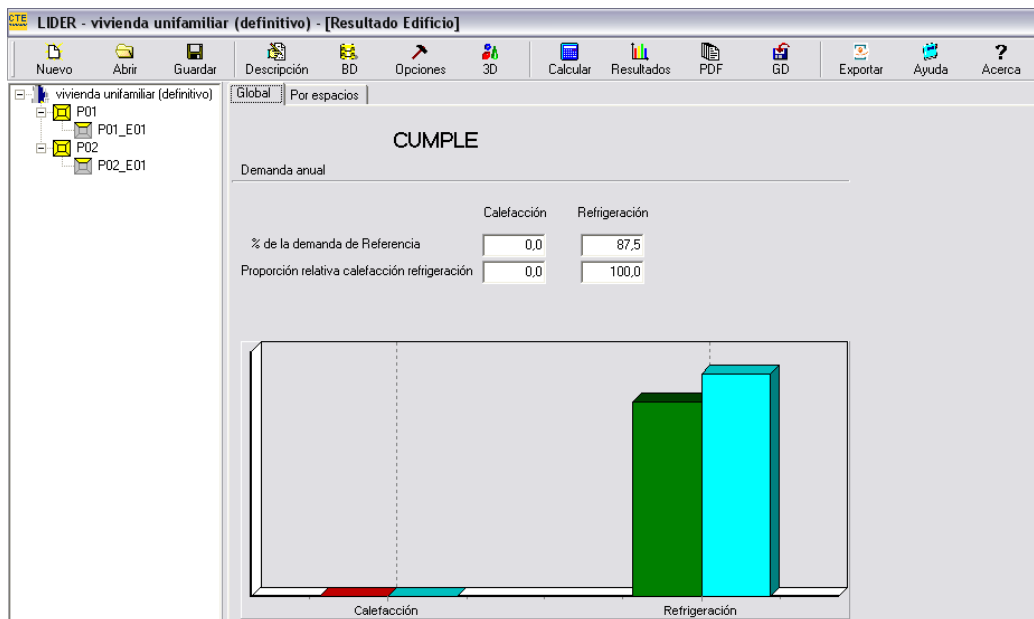 CTE LIDER - vivienda unifamiliar (definitivo) - [Resultado Edificio]
Nuevo Abrir Guardar Descripción BD Opciones 3D Calcular Resultados PDF GD Exportar Ayuda Acerca
vivienda unifamiliar (definitivo)
P01
P01_E01
P02
P02_E01
Global Por espacios
CUMPLE
Demanda anual
Calefacción Refrigeración
% de la demanda de Referencia 0,0 87,5
Proporción relativa calefacción refrigeración 0,0 100,0
Calefacción Refrigeración